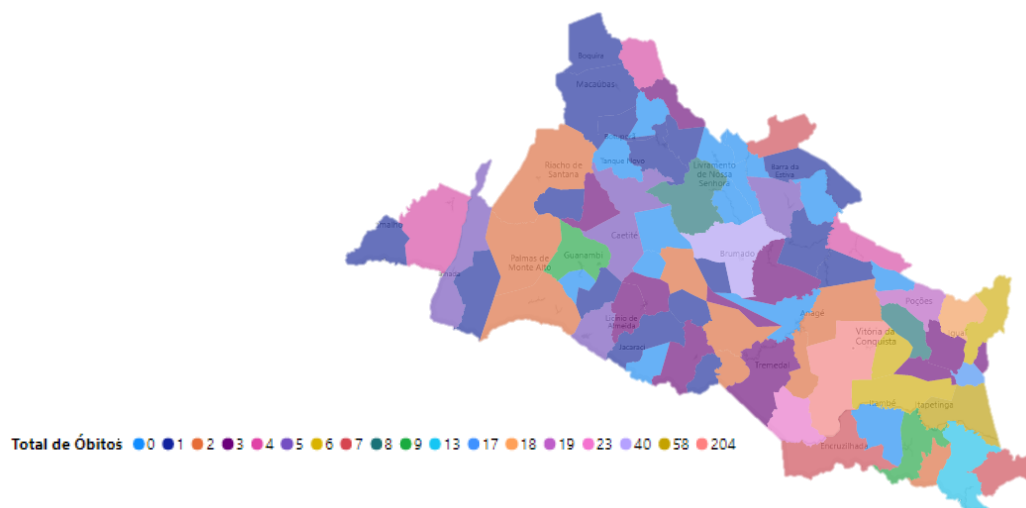 Boquira
Macaúbas
Riacho de
Santana
Tanque Novo
Livramento
de Nossa
Senhora
Barra da
Estiva
Caetité
Guanambi
Brumado
Palmas de
Monte Alto
Licínio de
Almeida
Jacaraci
Anagé
Poções
Vitória da
Conquista
Iguaí
Tremedal
Itapetinga
Encruzilhada
Total de Óbitos 0 1 2 3 4 5 6 7 8 9 13 17 18 19 23 40 58 204